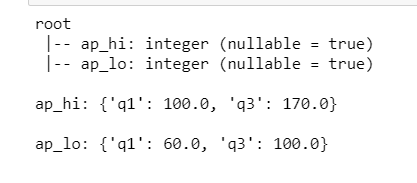 root
 |-- ap_hi: integer (nullable = true)
 |-- ap_lo: integer (nullable = true)
ap_hi: {'q1': 100.0, 'q3': 170.0}
ap_lo: {'q1': 60.0, 'q3': 100.0}